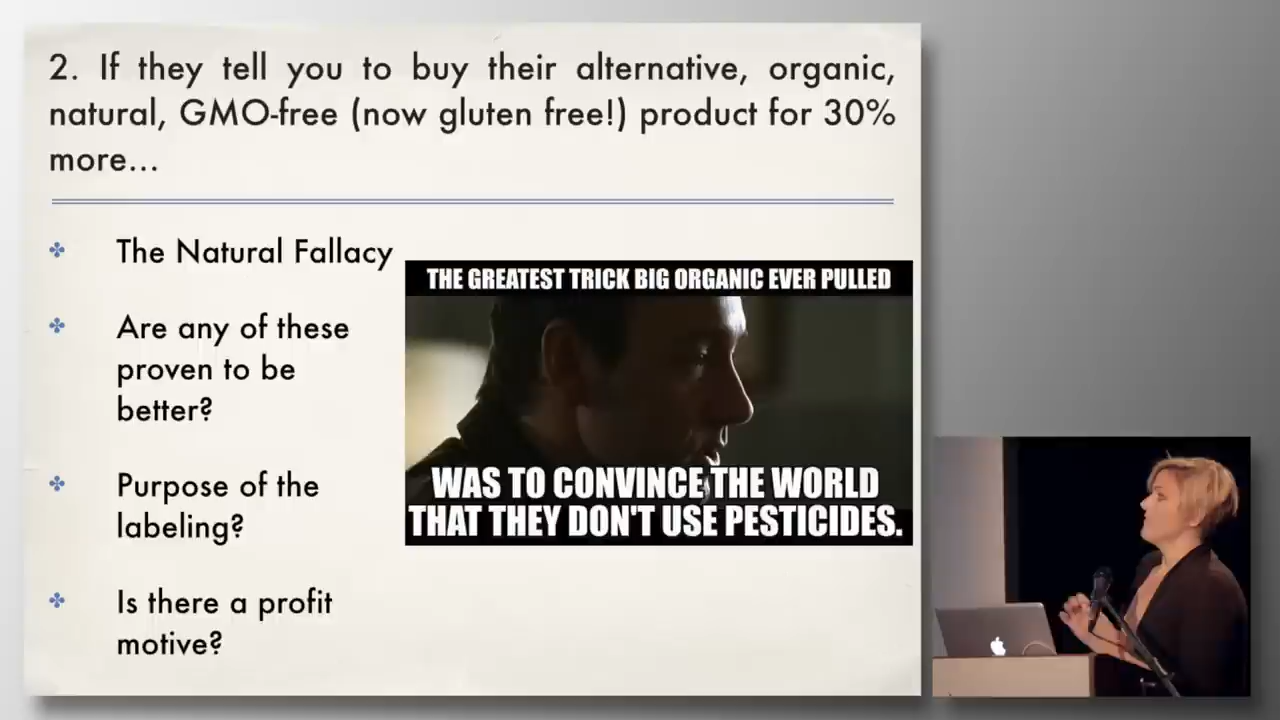 2. If they tell you to buy their alternative, organic,
natural, GMO-free (now gluten free!) product for 30%
more...
The Natural Fallacy
Are any of these
proven to be
better?
Purpose of the
labeling?
Is there a profit
motive?
THE GREATEST TRICK BIG ORGANIC EVER PULLED
WAS TO CONVINCE THE WORLD
THAT THEY DON'T USE PESTICIDES.